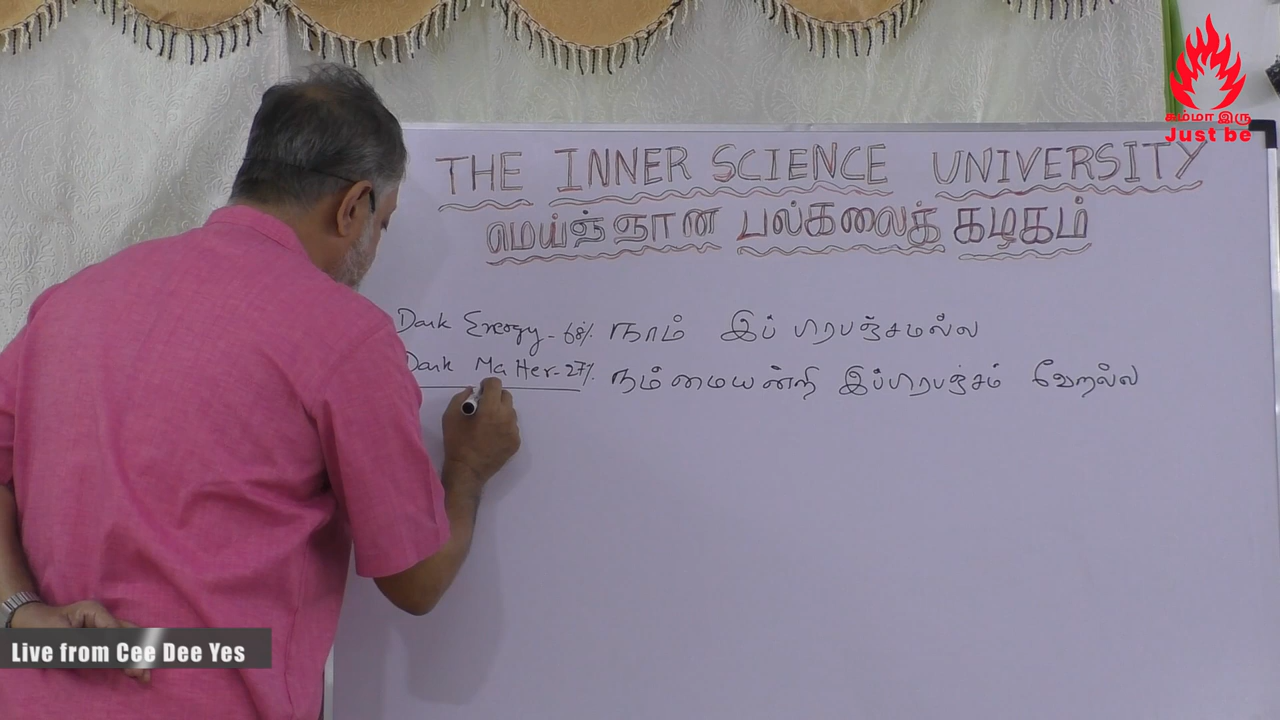 சும்மா இரு
Just be
THE INNER SCIENCE UNIVERSITY
மெய்ஞ்ஞான பல்கலைக் கழகம்
Dark Energy - 68% நாம் இப் பிரபஞ்சமல்ல
Dark Matter - 27% நம்மையன்றி இப்பிரபஞ்சம் வேறல்ல
Live from Cee Dee Yes